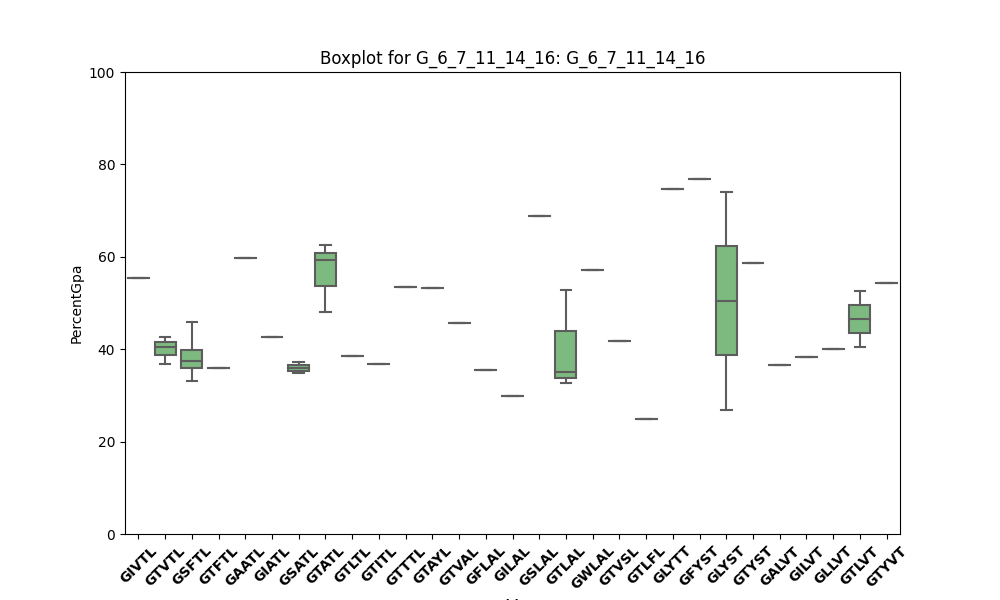 Boxplot for G_6_7_11_14_16: G_6_7_11_14_16
PercentGpa
100
80
60
40
20
0
GIVTL GTVTL GSFTL GTFTL GAATL GIATL GSATL GTATL GTLTL GTITL GTTTL GTAYL GTVAL GFLAL GILAL GSLAL GTLAL GWLAL GTVSL GTLFL GLYTT GFYST GLYST GTYST GALVT GILVT GLLVT GTLVT GTYVT